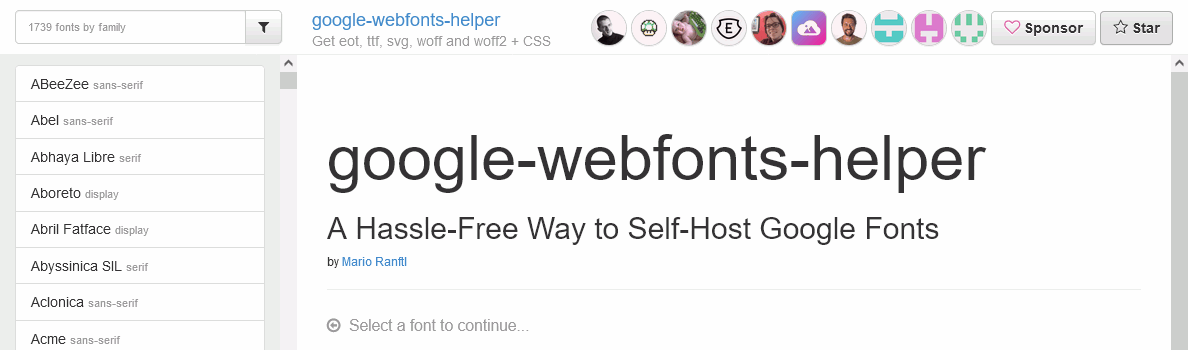 1739 fonts by family
google-webfonts-helper
Get eot, ttf, svg, woff and woff2 + CSS
Sponsor
Star
ABeeZee sans-serif
Abel sans-serif
Abhaya Libre serif
Aboreto display
Abril Fatface display
Abyssinica SIL serif
Aclonica sans-serif
Acme sans-serif
google-webfonts-helper
A Hassle-Free Way to Self-Host Google Fonts
by Mario Ranftl
Select a font to continue...